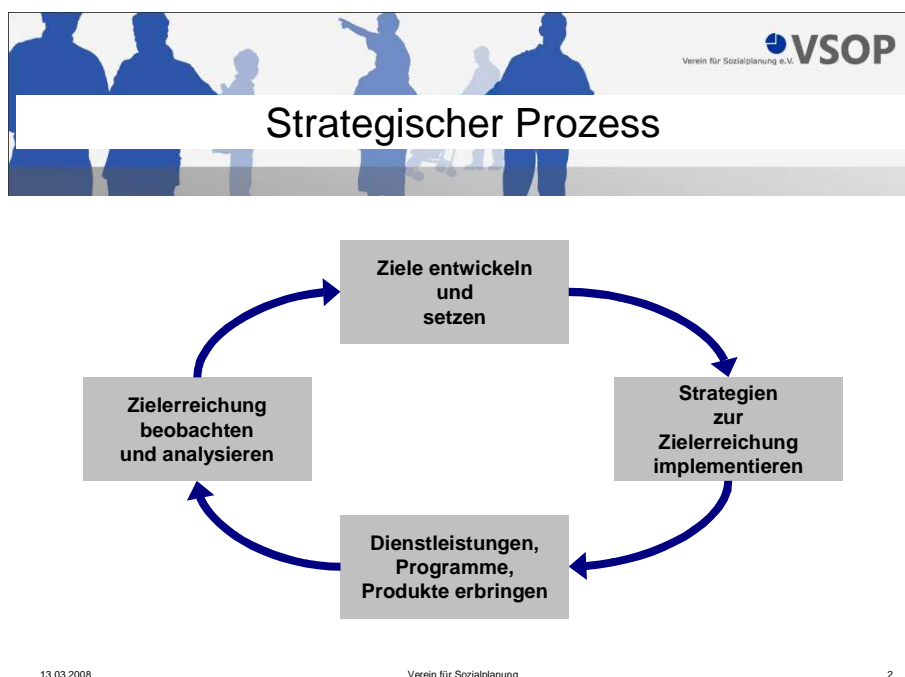 Verein für Sozialplanung e.V. VSOP
Strategischer Prozess
Ziele entwickeln
und
setzen
Strategien
zur
Zielerreichung
implementieren
Dienstleistungen,
Programme,
Produkte erbringen
Zielerreichung
beobachten
und analysieren
13.03.2008 Verein für Sozialplanung 2